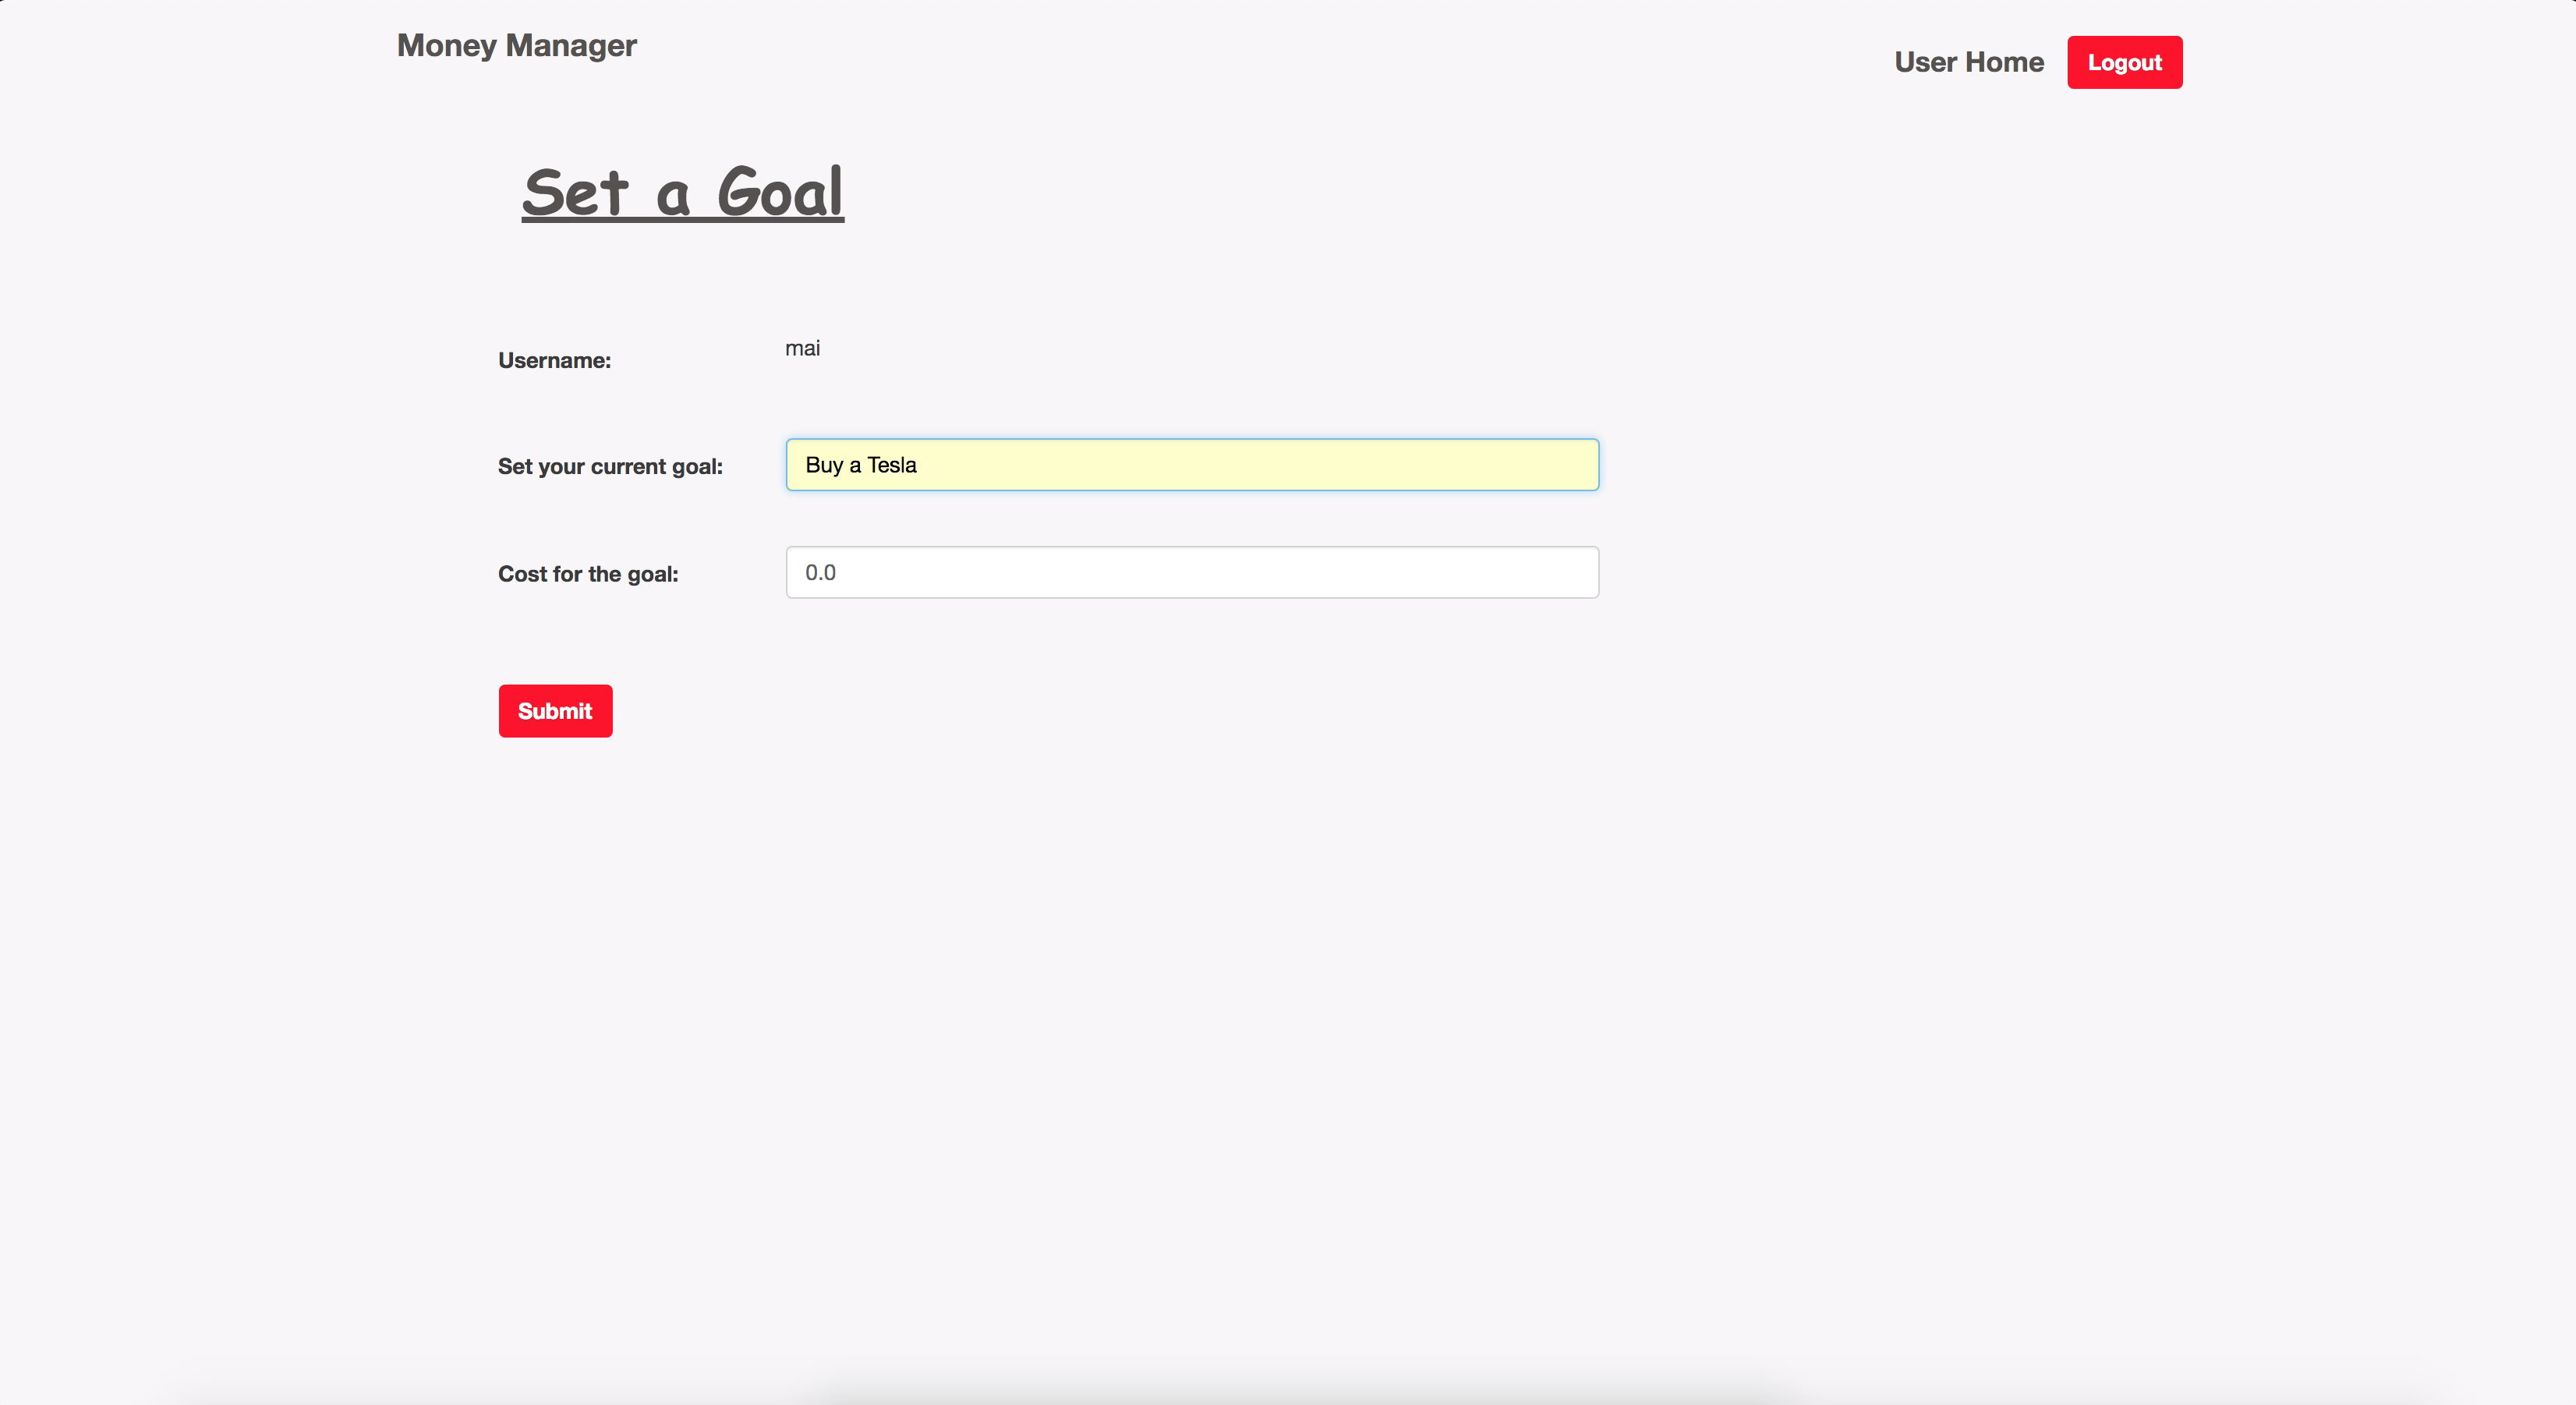 Money Manager
User Home
Logout
Set a Goal
Username:
mai
Set your current goal:
Buy a Tesla
Cost for the goal:
0.0
Submit